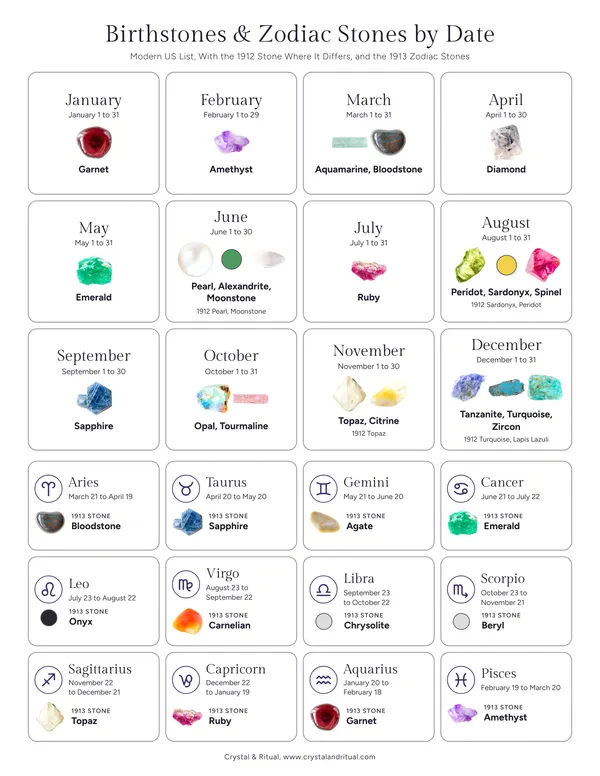 Birthstones & Zodiac Stones by Date
Modern US List, With the 1912 Stone Where It Differs, and the 1913 Zodiac Stones
January
January 1 to 31
Garnet
February
February 1 to 29
Amethyst
March
March 1 to 31
Aquamarine, Bloodstone
April
April 1 to 30
Diamond
May
May 1 to 31
Emerald
June
June 1 to 30
Pearl, Alexandrite,
Moonstone
1912 Pearl, Moonstone
July
July 1 to 31
Ruby
August
August 1 to 31
Peridot, Sardonyx, Spinel
1912 Sardonyx, Peridot
September
September 1 to 30
Sapphire
October
October 1 to 31
Opal, Tourmaline
November
November 1 to 30
Topaz, Citrine
1912 Topaz
December
December 1 to 31
Tanzanite, Turquoise,
Zircon
1912 Turquoise, Lapis Lazuli
Aries
March 21 to April 19
1913 STONE
Bloodstone
Taurus
April 20 to May 20
1913 STONE
Sapphire
Gemini
May 21 to June 20
1913 STONE
Agate
Cancer
June 21 to July 22
1913 STONE
Emerald
Leo
July 23 to August 22
1913 STONE
Onyx
Virgo
August 23 to
September 22
1913 STONE
Carnelian
Libra
September 23
to October 22
1913 STONE
Chrysolite
Scorpio
October 23 to
November 21
1913 STONE
Beryl
Sagittarius
November 22
to December 21
1913 STONE
Topaz
Capricorn
December 22
to January 19
1913 STONE
Ruby
Aquarius
January 20 to
February 18
1913 STONE
Garnet
Pisces
February 19 to March 20
1913 STONE
Amethyst
Crystal & Ritual, www.crystalandritual.com